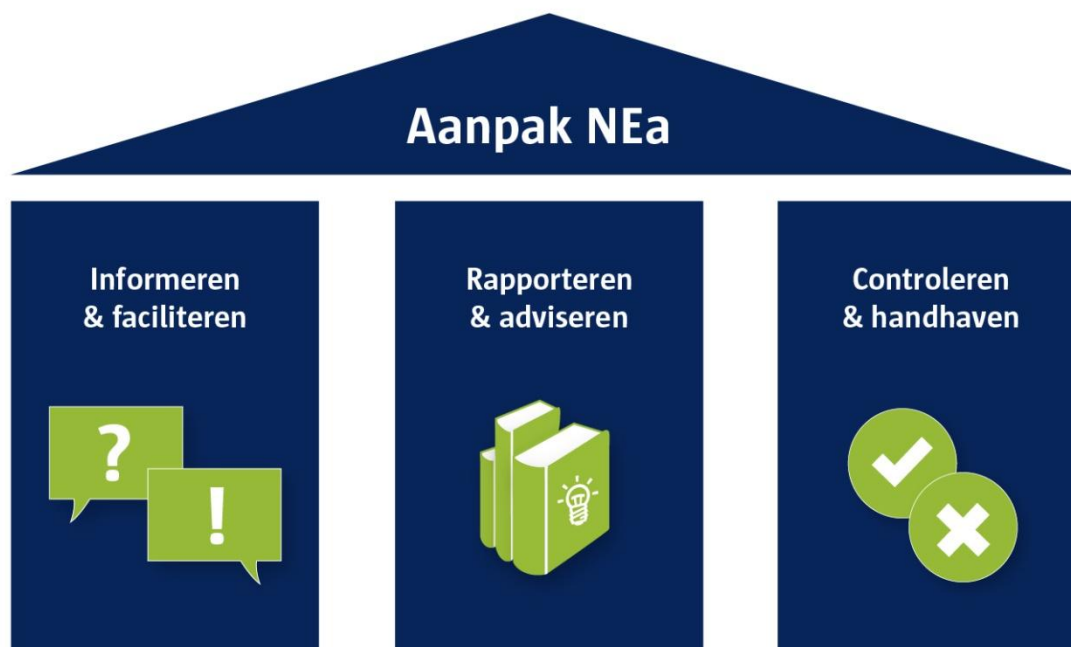 Aanpak NEa
Informeren
& faciliteren
?
!
Rapporteren
& adviseren
Controleren
& handhaven